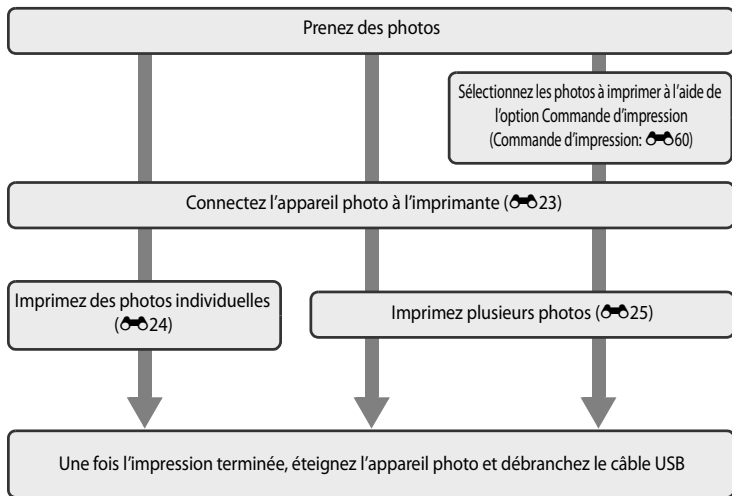 Prenez des photos
Sélectionnez les photos à imprimer à l'aide de
l'option Commande d'impression
(Commande d'impression: 60)
Connectez l'appareil photo à l'imprimante (23)
Imprimez des photos individuelles
(24)
Imprimez plusieurs photos (25)
Une fois l'impression terminée, éteignez l'appareil photo et débranchez le câble USB